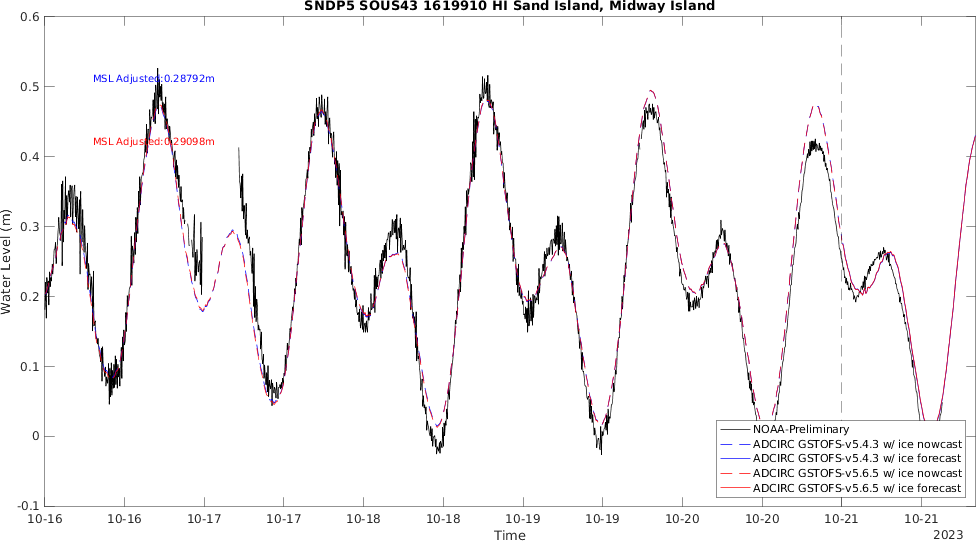 SNDP5 SOUS43 1619910 HI Sand Island, Midway Island
0.6
0.5
0.4
0.3
0.2
0.1
0
-0.1
Water Level (m)
MSL Adjusted:0.28792m
MSL Adjusted:0.29098m
NOAA-Preliminary
ADCIRC GSTOFS-v5.4.3 w/ ice nowcast
ADCIRC GSTOFS-v5.4.3 w/ ice forecast
ADCIRC GSTOFS-v5.6.5 w/ ice nowcast
ADCIRC GSTOFS-v5.6.5 w/ ice forecast
10-16 10-16 10-17 10-17 10-18 10-18 10-19 10-19 10-20 10-20 10-21 10-21
Time
2023